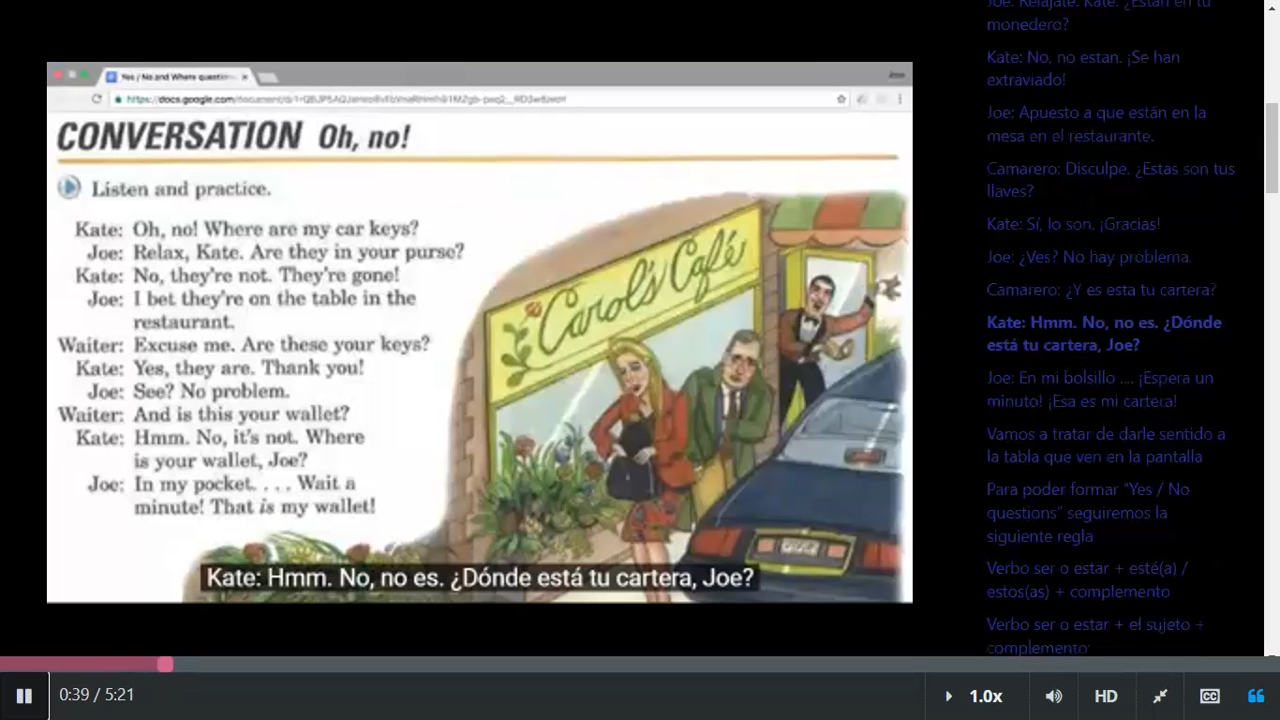 Yes / No and Where question
CONVERSATION Oh, no!
Listen and practice.
Kate: Oh, no! Where are my car keys?
Joe: Relax, Kate. Are they in your purse?
Kate: No, they're not. They're gone!
Joe: I bet they're on the table in the
restaurant.
Waiter: Excuse me. Are these your keys?
Kate: Yes, they are. Thank you!
Joe: See? No problem.
Waiter: And is this your wallet?
Kate: Hmm. No, it's not. Where
is your wallet, Joe?
Joe: In my pocket. . . . Wait a
minute! That is my wallet!
Carol's Café
Kate: Hmm. No, no es. ¿Dónde está tu cartera, Joe?
Joe: Relájate. Kate. ¿Están en tu
monedero?
Kate: No, no estan. ¡Se han
extraviado!
Joe: Apuesto a que están en la
mesa en el restaurante.
Camarero: Disculpe. ¿Estas son tus
llaves?
Kate: Sí, lo son. ¡Gracias!
Joe: ¿Ves? No hay problema.
Camarero: ¿Y es esta tu cartera?
Kate: Hmm. No, no es. ¿Dónde
está tu cartera, Joe?
Joe: En mi bolsillo .... ¡Espera un
minuto! ¡Esa es mi cartera!
Vamos a tratar de darle sentido a
la tabla que ven en la pantalla
Para poder formar “Yes / No
questions” seguiremos la
siguiente regla
Verbo ser o estar + esté(a) /
estos(as) + complemento
Verbo ser o estar + el sujeto +
complemento
0:39 / 5:21
1.0x
HD
CC